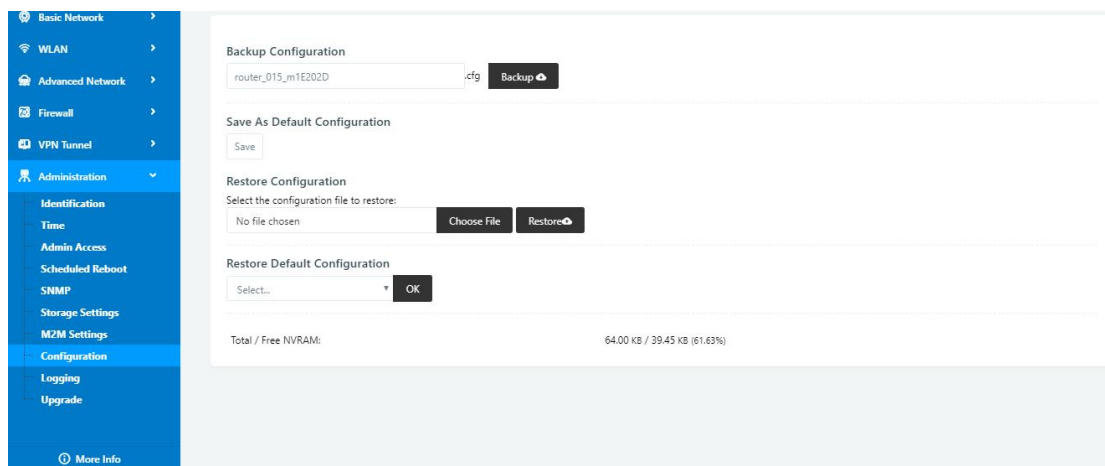 Basic Network
WLAN
Advanced Network
Firewall
VPN Tunnel
Administration
Identification
Time
Admin Access
Scheduled Reboot
SNMP
Storage Settings
M2M Settings
Configuration
Logging
Upgrade
More Info
Backup Configuration
router_015_m1E202D .cfg Backup
Save As Default Configuration
Save
Restore Configuration
Select the configuration file to restore:
No file chosen Choose File Restore
Restore Default Configuration
Select... OK
Total / Free NVRAM: 64.00 KB / 39.45 KB (61.63%)